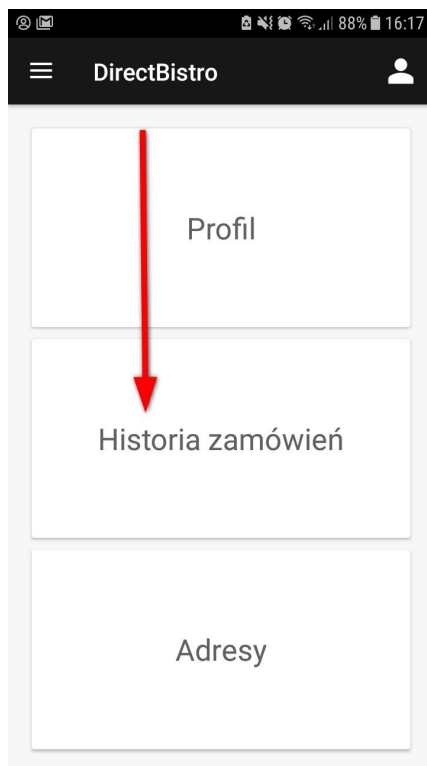 88% 16:17
DirectBistro
Profil
Historia zamówień
Adresy